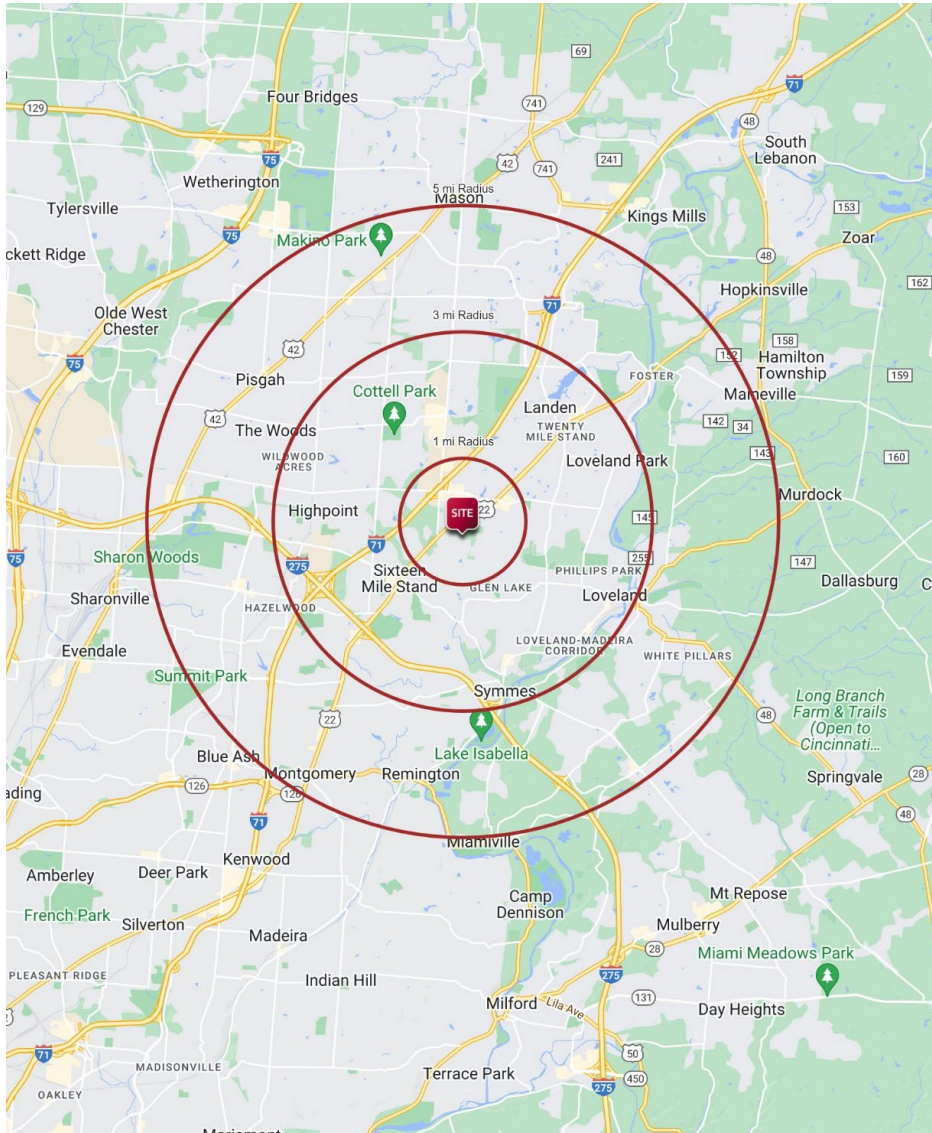 69
741
71
129
Four Bridges
48
South
Lebanon
75
42
241
741
Wetherington
5 mi Radius
Mason
Kings Mills
153
Tylersville
75
Makino Park
Zoar
ckett Ridge
48
162
Hopkinsville
Olde West
Chester
71
3 mi Radius
42
158
152
Hamilton
Township
75
Pisgah
FOSTER
159
Cottell Park
Maineville
Landen
42
142
34
TWENTY
MILE STAND
The Woods
1 mi Radius
143
WILDWOOD
ACRES
Loveland Park
160
Murdock
Highpoint
SITE
22
145
71
Sharon Woods
75
275
255
147
Sixteen
Mile Stand
PHILLIPS PARK
Dallasburg
C
Sharonville
GLEN LAKE
Loveland
HAZELWOOD
Evendale
LOVELAND-MADEIRA
CORRIDOR
WHITE PILLARS
Summit Park
Symmes
Long Branch
Farm & Trails
(Open to
Cincinnati...
22
48
Blue Ash
Lake Isabella
Montgomery
Remington
28
Springvale
ading
126
126
48
71
Miamiville
Kenwood
Amberley
Deer Park
Mt Repose
Camp
Dennison
French Park
Silverton
Mulberry
Madeira
28
Miami Meadows Park
PLEASANT RIDGE
Indian Hill
275
131
Milford
Lila Ave
Day Heights
71
50
MADISONVILLE
Terrace Park
450
275
OAKLEY
Mariemont